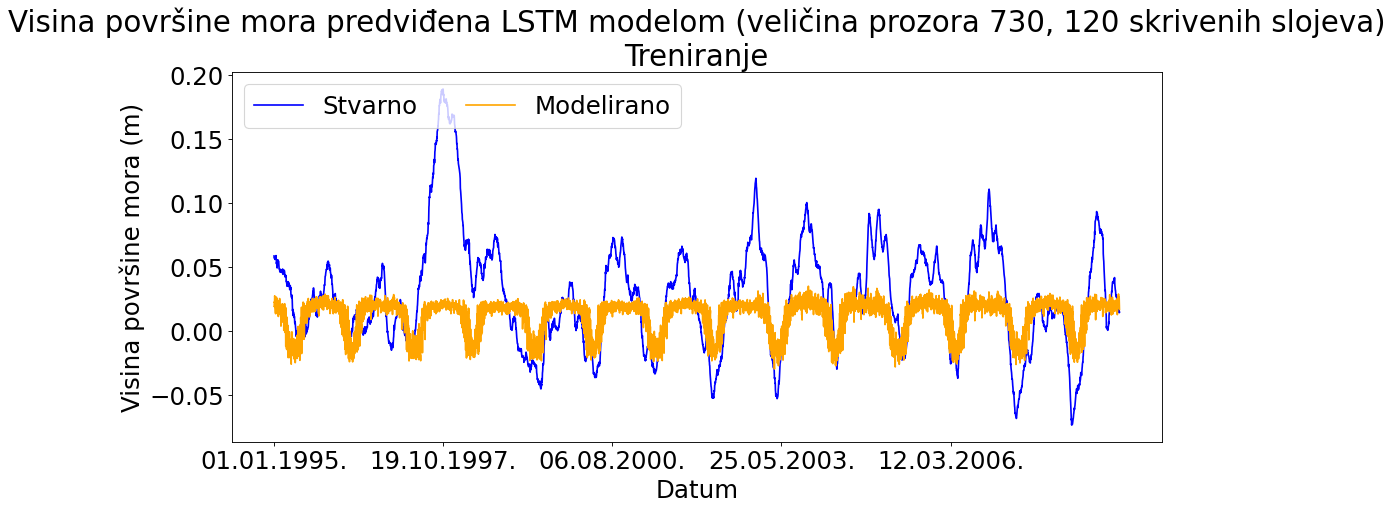 Visina površine mora predviđena LSTM modelom (veličina prozora 730, 120 skrivenih slojeva)
Treniranje
Stvarno Modelirano
Visina površine mora (m)
0.20
0.15
0.10
0.05
0.00
−0.05
01.01.1995. 19.10.1997. 06.08.2000. 25.05.2003. 12.03.2006.
Datum